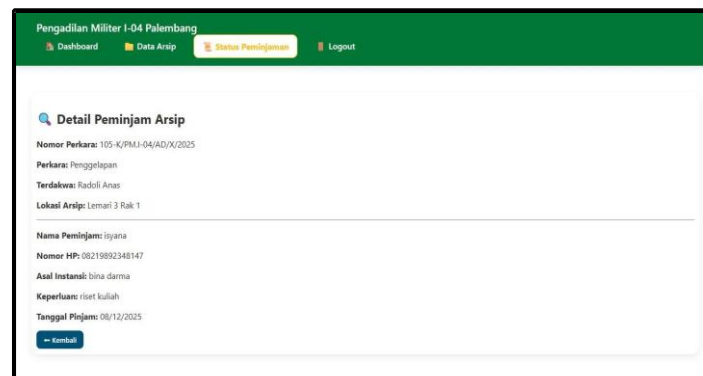 Pengadilan Militer I-04 Palembang
Dashboard Data Arsip Status Peminjaman Logout
Detail Peminjam Arsip
Nomor Perkara: 105-K/PM.I-04/AD/X/2025
Perkara: Penggelapan
Terdakwa: Radoli Anas
Lokasi Arsip: Lemari 3 Rak 1
Nama Peminjam: isyana
Nomor HP: 08219892348147
Asal Instansi: bina darma
Keperluan: riset kuliah
Tanggal Pinjam: 08/12/2025
← Kembali